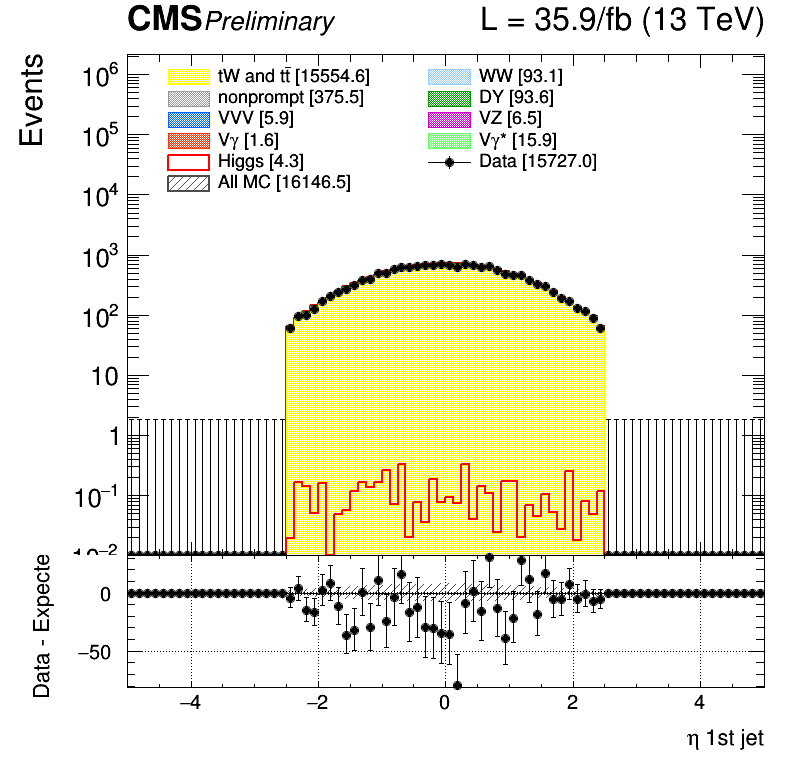 CMS Preliminary L = 35.9/fb (13 TeV)
Events
tW and tt̄ [15554.6] WW [93.1]
nonprompt [375.5] DY [93.6]
VVV [5.9] VZ [6.5]
Vγ [1.6] Vγ* [15.9]
Higgs [4.3] Data [15727.0]
All MC [16146.5]
10⁶
10⁵
10⁴
10³
10²
10
1
10⁻¹
10⁻²
Data - Expecte
0
−50
−4 −2 0 2 4
η 1st jet